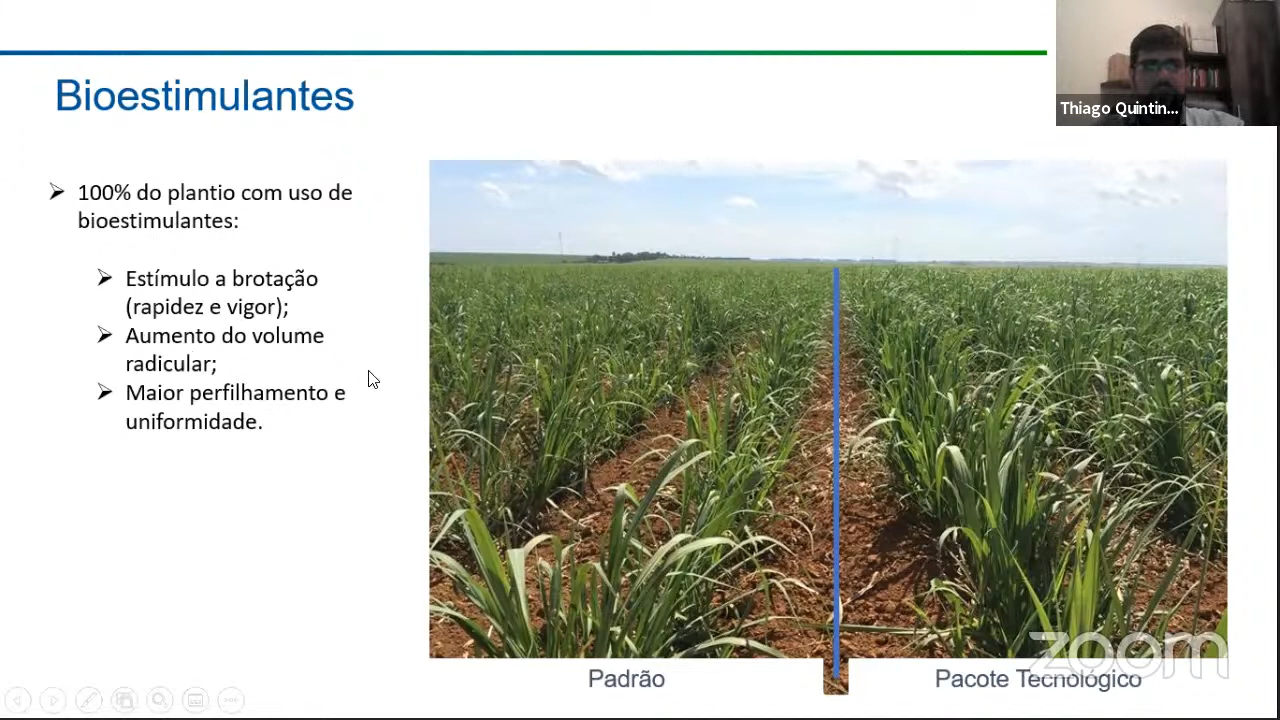 Bioestimulantes
Thiago Quintin...
➢ 100% do plantio com uso de
bioestimulantes:
➢ Estímulo a brotação
(rapidez e vigor);
➢ Aumento do volume
radicular;
➢ Maior perfilhamento e
uniformidade.
zoom
Padrão
Pacote Tecnológico